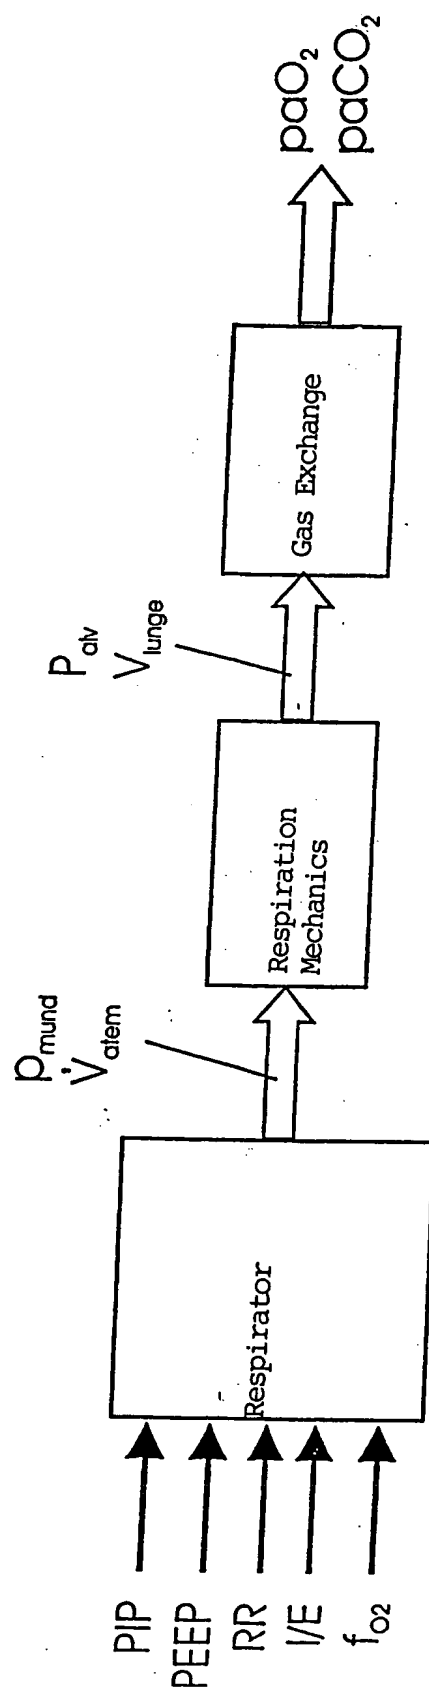 PIP
PEEP
RR
I/E
fO2
Respirator
pmund
V̇atem
Respiration
Mechanics
Palv
Vlunge
Gas Exchange
paO2
paCO2